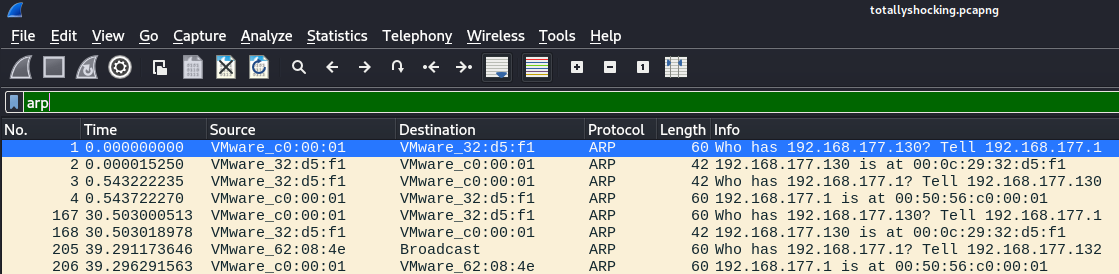 totallyshocking.pcapng
File Edit View Go Capture Analyze Statistics Telephony Wireless Tools Help
arp
No. Time Source Destination Protocol Length Info
1 0.000000000 VMware_c0:00:01 VMware_32:d5:f1 ARP 60 Who has 192.168.177.130? Tell 192.168.177.1
2 0.000015250 VMware_32:d5:f1 VMware_c0:00:01 ARP 42 192.168.177.130 is at 00:0c:29:32:d5:f1
3 0.543222235 VMware_32:d5:f1 VMware_c0:00:01 ARP 42 Who has 192.168.177.1? Tell 192.168.177.130
4 0.543722270 VMware_c0:00:01 VMware_32:d5:f1 ARP 60 192.168.177.1 is at 00:50:56:c0:00:01
167 30.503000513 VMware_c0:00:01 VMware_32:d5:f1 ARP 60 Who has 192.168.177.130? Tell 192.168.177.1
168 30.503018978 VMware_32:d5:f1 VMware_c0:00:01 ARP 42 192.168.177.130 is at 00:0c:29:32:d5:f1
205 39.291173646 VMware_62:08:4e Broadcast ARP 60 Who has 192.168.177.1? Tell 192.168.177.132
206 39.296291563 VMware_c0:00:01 VMware_62:08:4e ARP 60 192.168.177.1 is at 00:50:56:c0:00:01